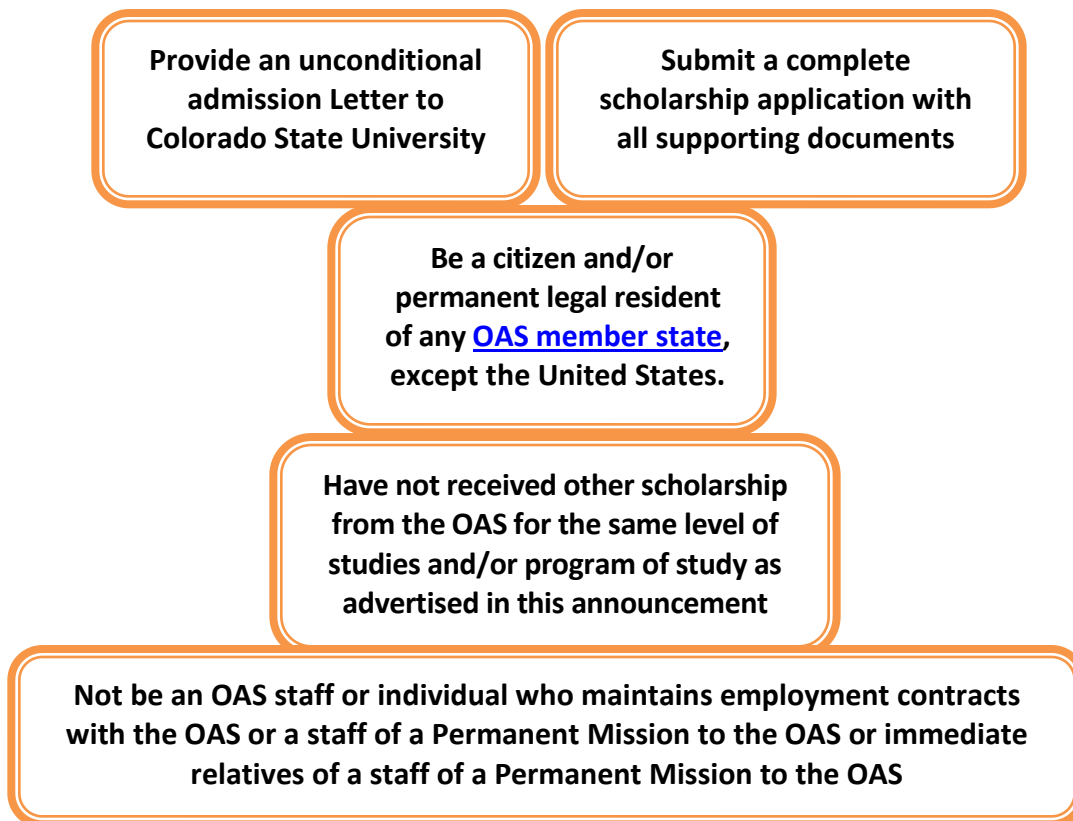 Provide an unconditional
admission Letter to
Colorado State University
Submit a complete
scholarship application with
all supporting documents
Be a citizen and/or
permanent legal resident
of any OAS member state,
except the United States.
Have not received other scholarship
from the OAS for the same level of
studies and/or program of study as
advertised in this announcement
Not be an OAS staff or individual who maintains employment contracts
with the OAS or a staff of a Permanent Mission to the OAS or immediate
relatives of a staff of a Permanent Mission to the OAS